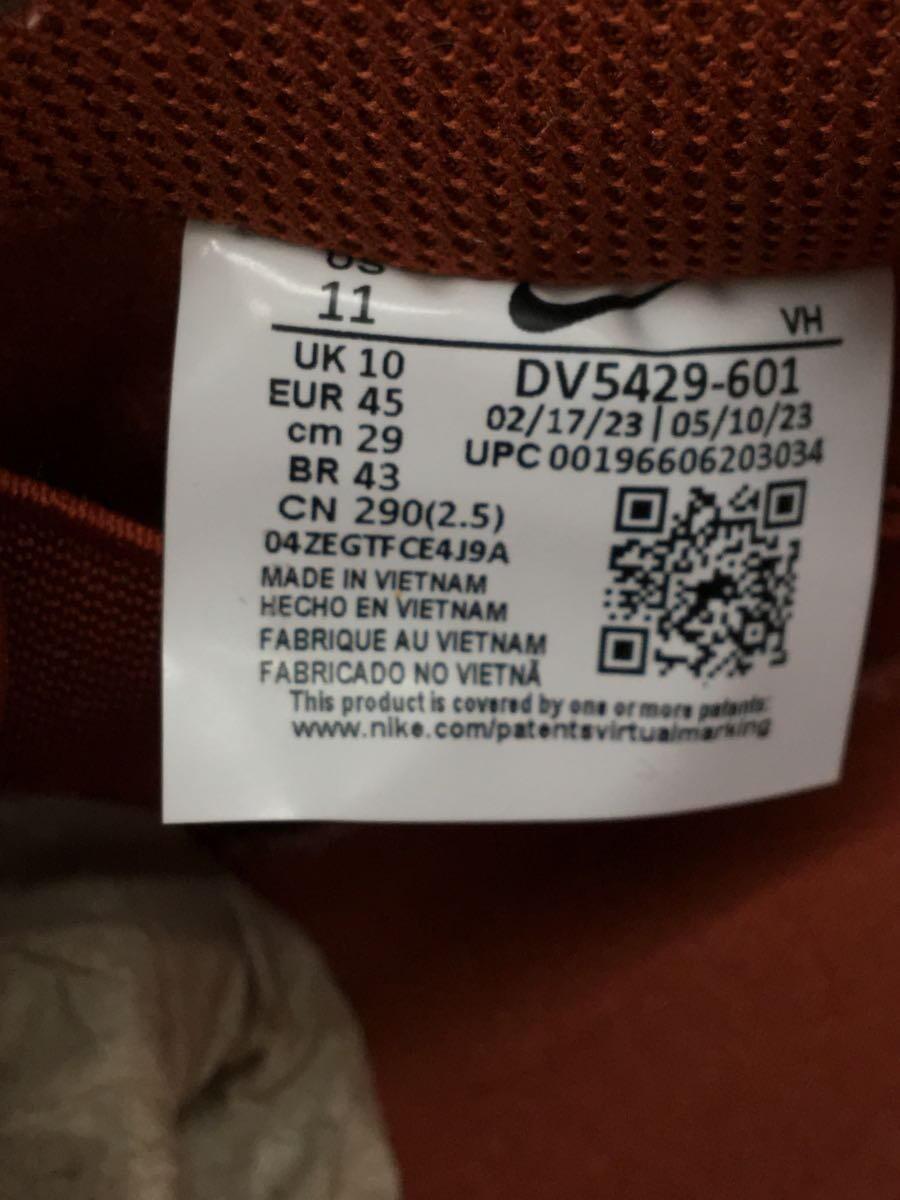 US
11
VH
UK 10
EUR 45
cm 29
BR 43
CN 290(2.5)
DV5429-601
02/17/23 | 05/10/23
UPC 00196606203034
04ZEGTFCE4J9A
MADE IN VIETNAM
HECHO EN VIETNAM
FABRIQUE AU VIETNAM
FABRICADO NO VIETNÃ
This product is covered by one or more patents:
www.nike.com/patentsvirtualmarking